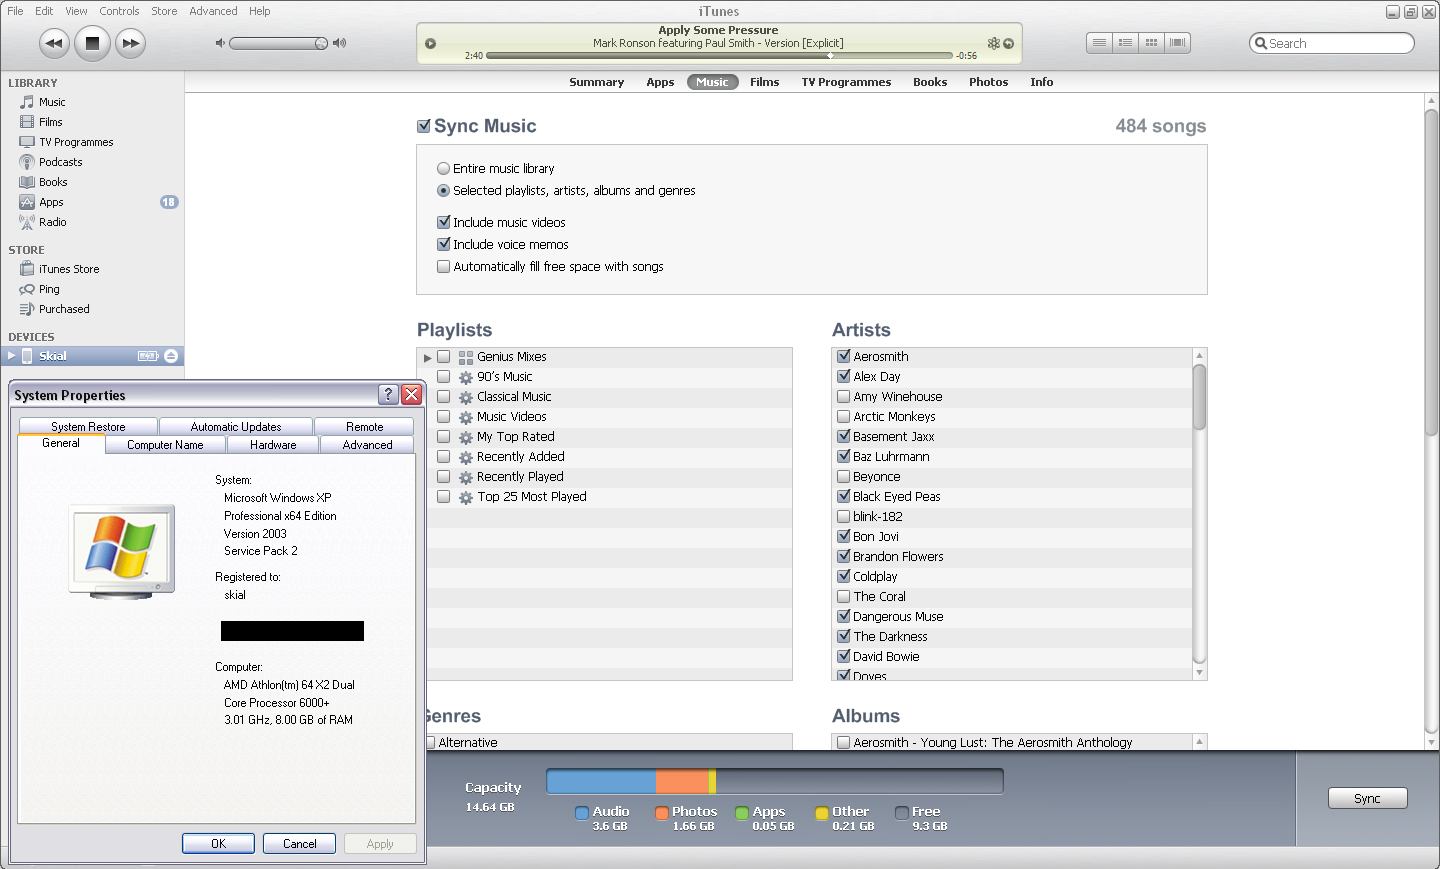 File Edit View Controls Store Advanced Help
iTunes
Apply Some Pressure
Mark Ronson featuring Paul Smith - Version [Explicit]
2:40 -0:56
Search
Summary Apps Music Films TV Programmes Books Photos Info
LIBRARY
Music
Films
TV Programmes
Podcasts
Books
Apps 18
Radio
STORE
iTunes Store
Ping
Purchased
DEVICES
Skial
Sync Music 484 songs
Entire music library
Selected playlists, artists, albums and genres
Include music videos
Include voice memos
Automatically fill free space with songs
Playlists
Genius Mixes
90's Music
Classical Music
Music Videos
My Top Rated
Recently Added
Recently Played
Top 25 Most Played
Artists
Aerosmith
Alex Day
Amy Winehouse
Arctic Monkeys
Basement Jaxx
Baz Luhrmann
Beyonce
Black Eyed Peas
blink-182
Bon Jovi
Brandon Flowers
Coldplay
The Coral
Dangerous Muse
The Darkness
David Bowie
Doves
Genres
Alternative
Albums
Aerosmith - Young Lust: The Aerosmith Anthology
System Properties
System Restore Automatic Updates Remote
General Computer Name Hardware Advanced
System:
Microsoft Windows XP
Professional x64 Edition
Version 2003
Service Pack 2
Registered to:
skial
Computer:
AMD Athlon(tm) 64 X2 Dual
Core Processor 6000+
3.01 GHz, 8.00 GB of RAM
OK Cancel Apply
Capacity
14.64 GB
Audio
3.6 GB
Photos
1.66 GB
Apps
0.05 GB
Other
0.21 GB
Free
9.3 GB
Sync